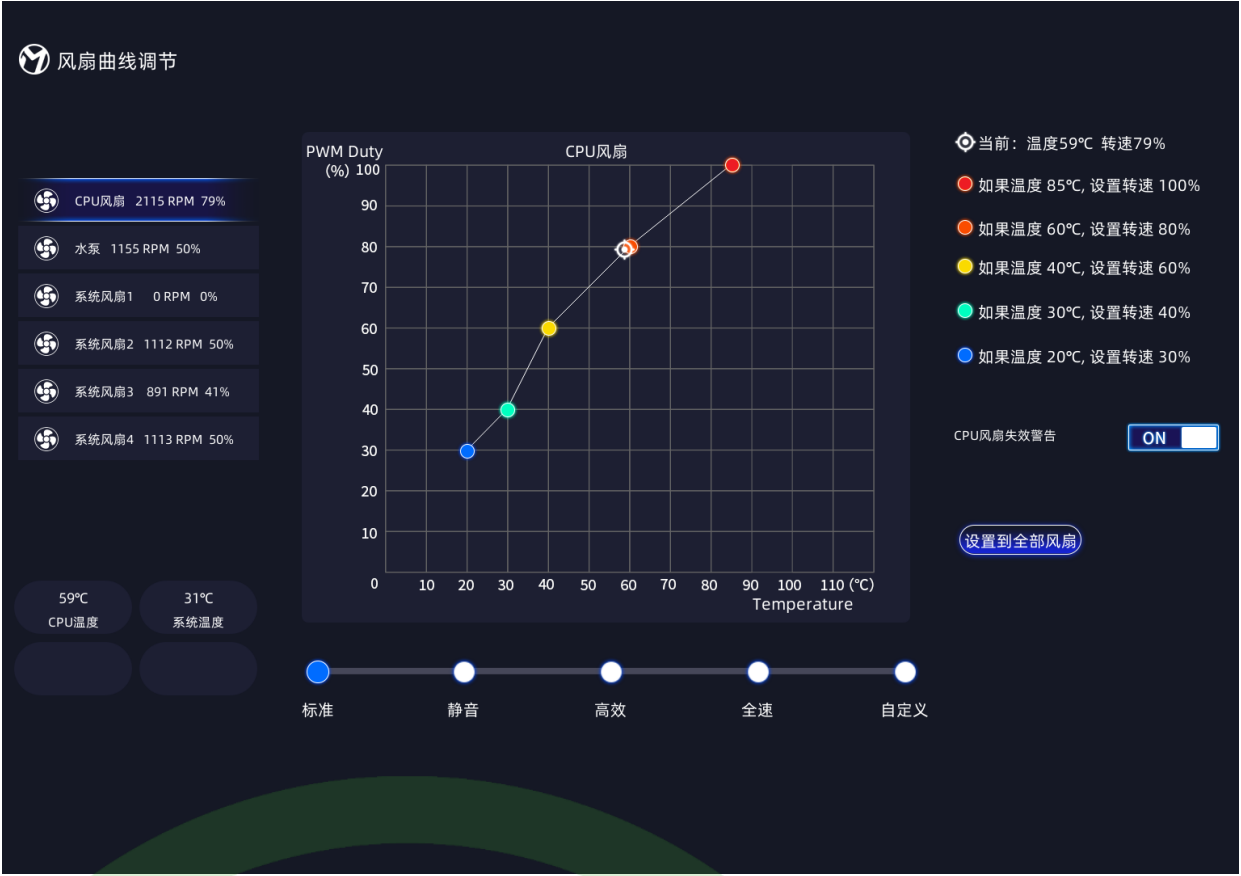 风扇曲线调节
CPU风扇 2115 RPM 79%
水泵 1155 RPM 50%
系统风扇1 0 RPM 0%
系统风扇2 1112 RPM 50%
系统风扇3 891 RPM 41%
系统风扇4 1113 RPM 50%
59℃
CPU温度
31℃
系统温度
PWM Duty
(%)
CPU风扇
100
90
80
70
60
50
40
30
20
10
0 10 20 30 40 50 60 70 80 90 100 110 (℃)
Temperature
标准 静音 高效 全速 自定义
当前：温度59℃ 转速79%
如果温度 85℃, 设置转速 100%
如果温度 60℃, 设置转速 80%
如果温度 40℃, 设置转速 60%
如果温度 30℃, 设置转速 40%
如果温度 20℃, 设置转速 30%
CPU风扇失效警告 ON
设置到全部风扇